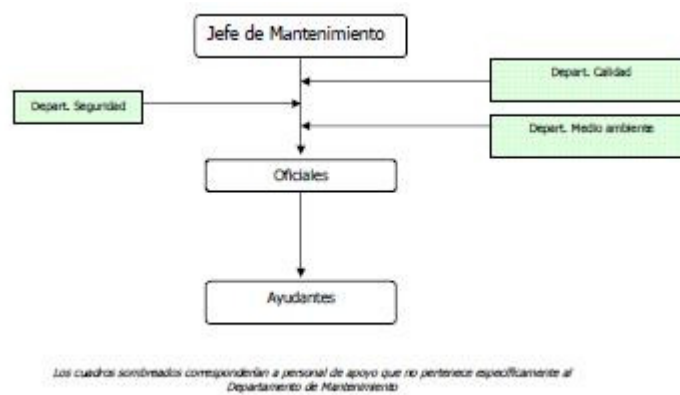 Jefe de Mantenimiento
Depart. Calidad
Depart. Seguridad
Depart. Medio ambiente
Oficiales
Ayudantes
Los cuadros sombreados corresponderían a personal de apoyo que no pertenece específicamente al
Departamento de Mantenimiento